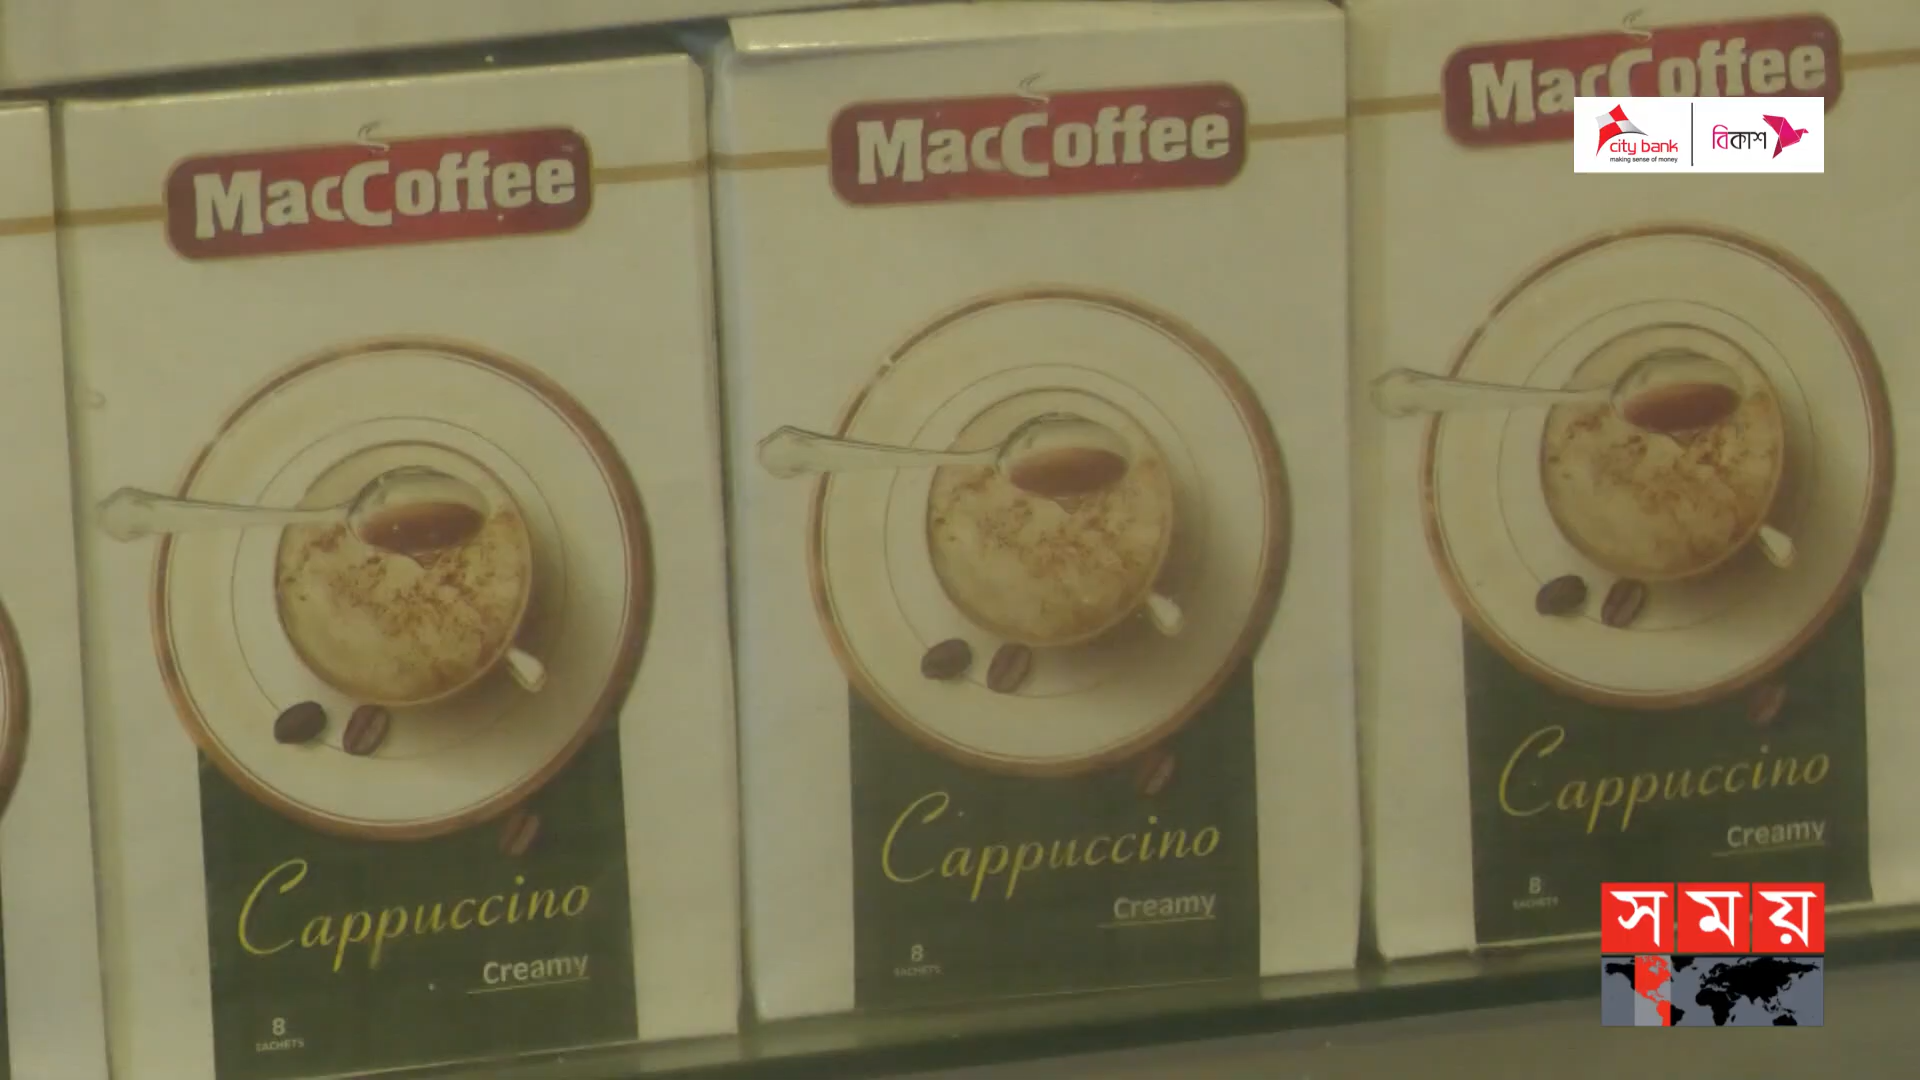 MacCoffee
Cappuccino
Creamy
8
SACHETS
MacCoffee
Cappuccino
Creamy
8
SACHETS
MacCoffee
Cappuccino
Creamy
8
SACHETS
city bank
making sense of money
বিকাশ
সময়